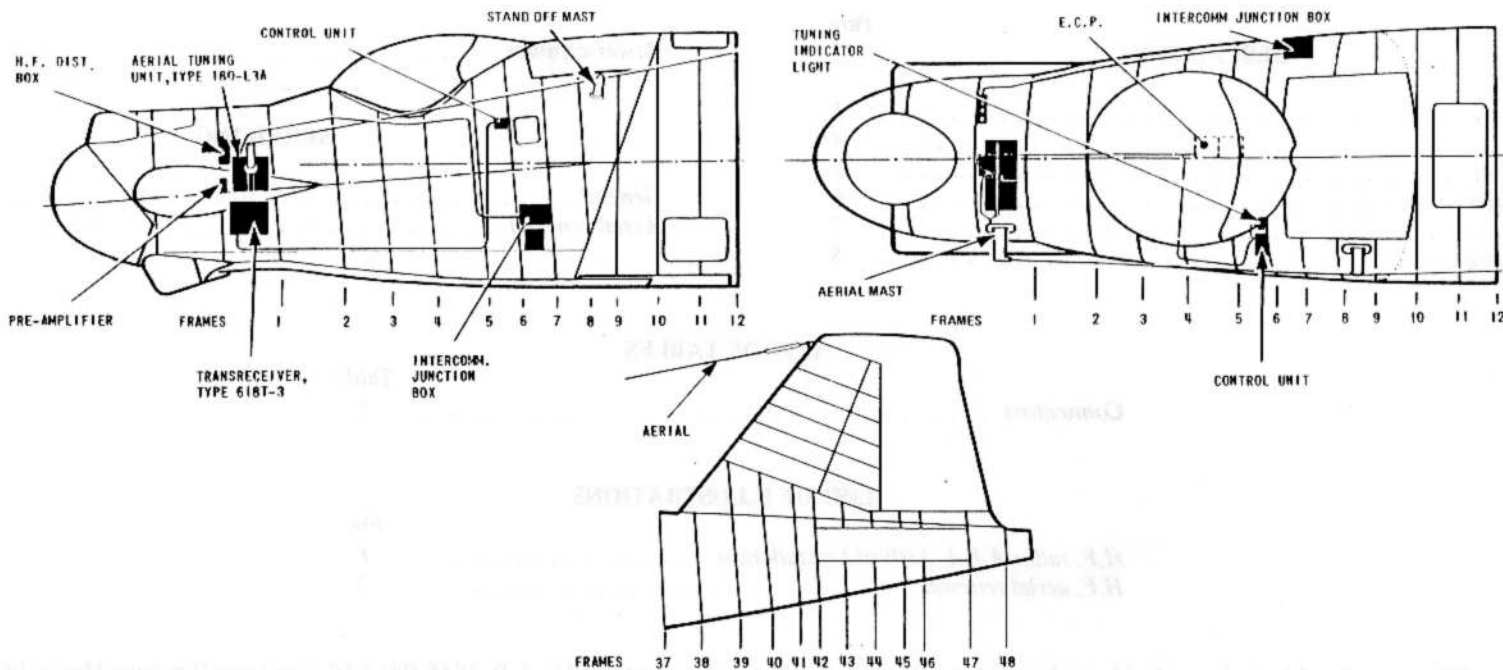 STAND OFF MAST
CONTROL UNIT
H.F. DIST. BOX
AERIAL TUNING UNIT, TYPE 180-L3A
PRE-AMPLIFIER
FRAMES 1 2 3 4 5 6 7 8 9 10 11 12
TRANSRECEIVER, TYPE 618T-3
INTERCOMM. JUNCTION BOX
E.C.P.
INTERCOMM JUNCTION BOX
TUNING INDICATOR LIGHT
AERIAL MAST
FRAMES 1 2 3 4 5 6 7 8 9 10 11 12
CONTROL UNIT
AERIAL
FRAMES 37 38 39 40 41 42 43 44 45 46 47 48